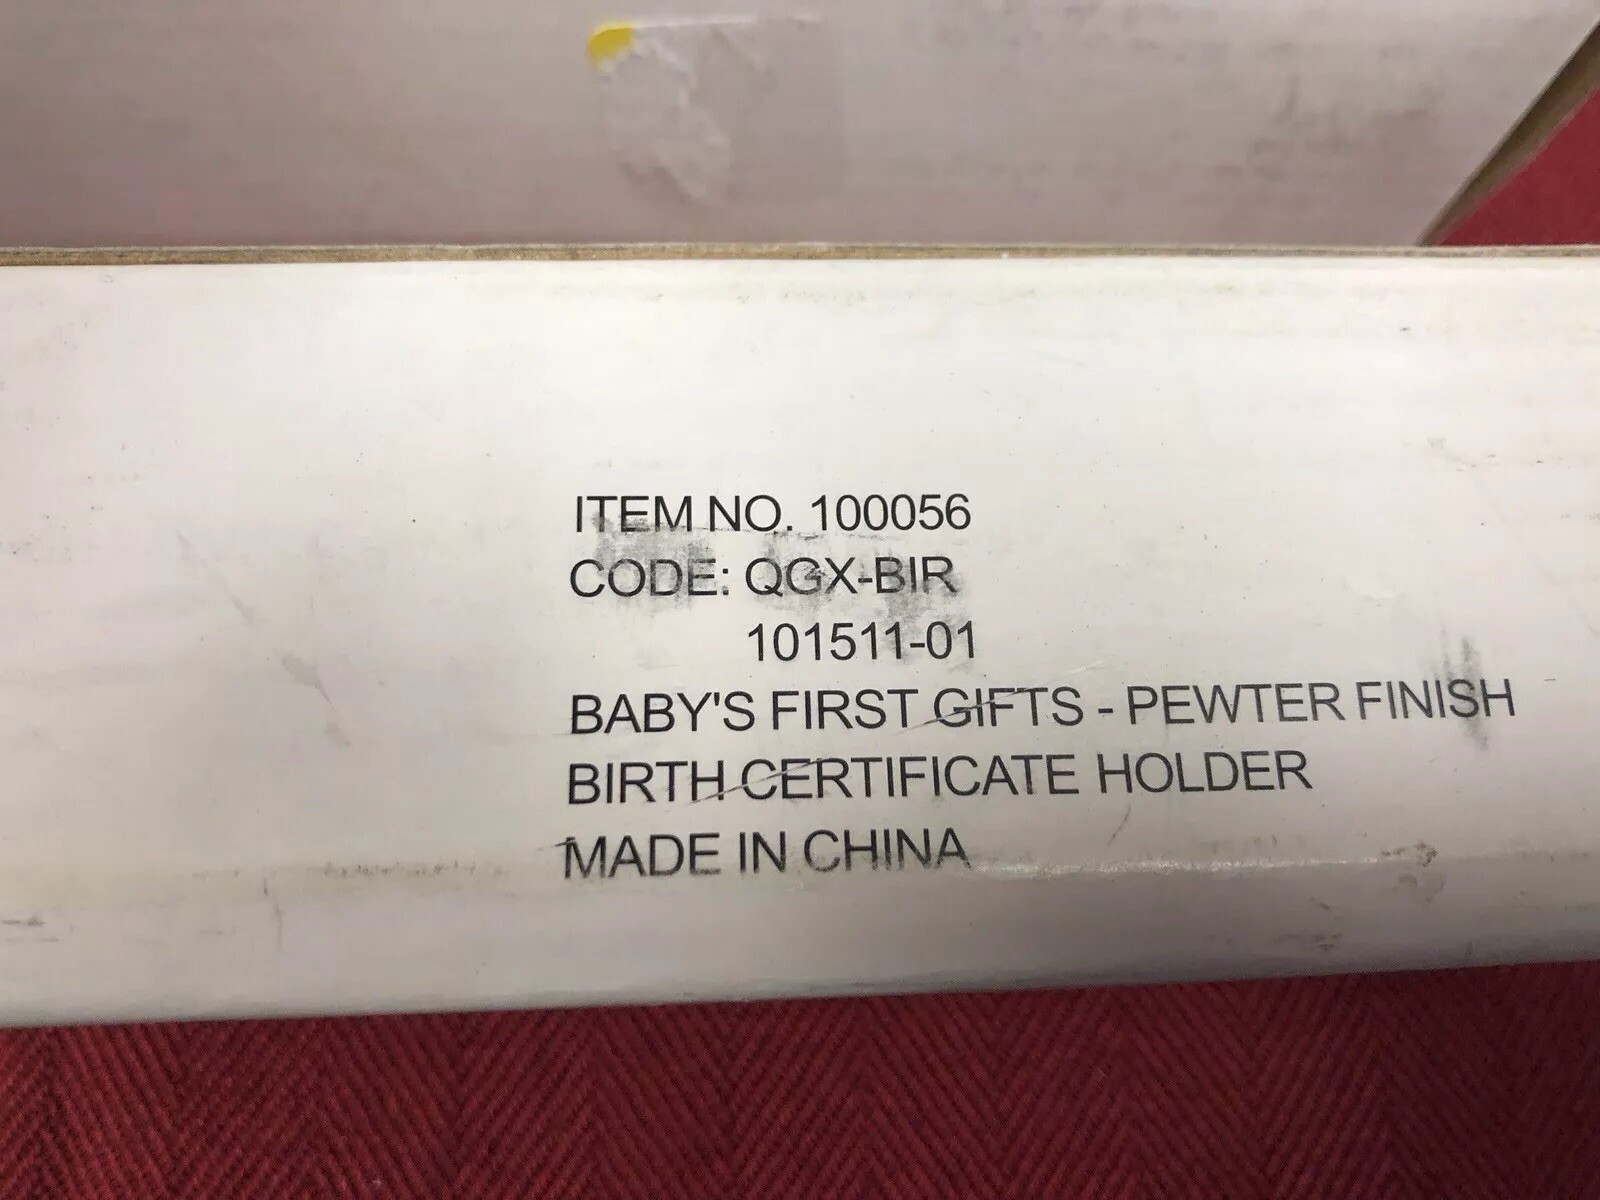 ITEM NO. 100056
CODE: QGX-BIR
101511-01
BABY'S FIRST GIFTS - PEWTER FINISH
BIRTH CERTIFICATE HOLDER
MADE IN CHINA